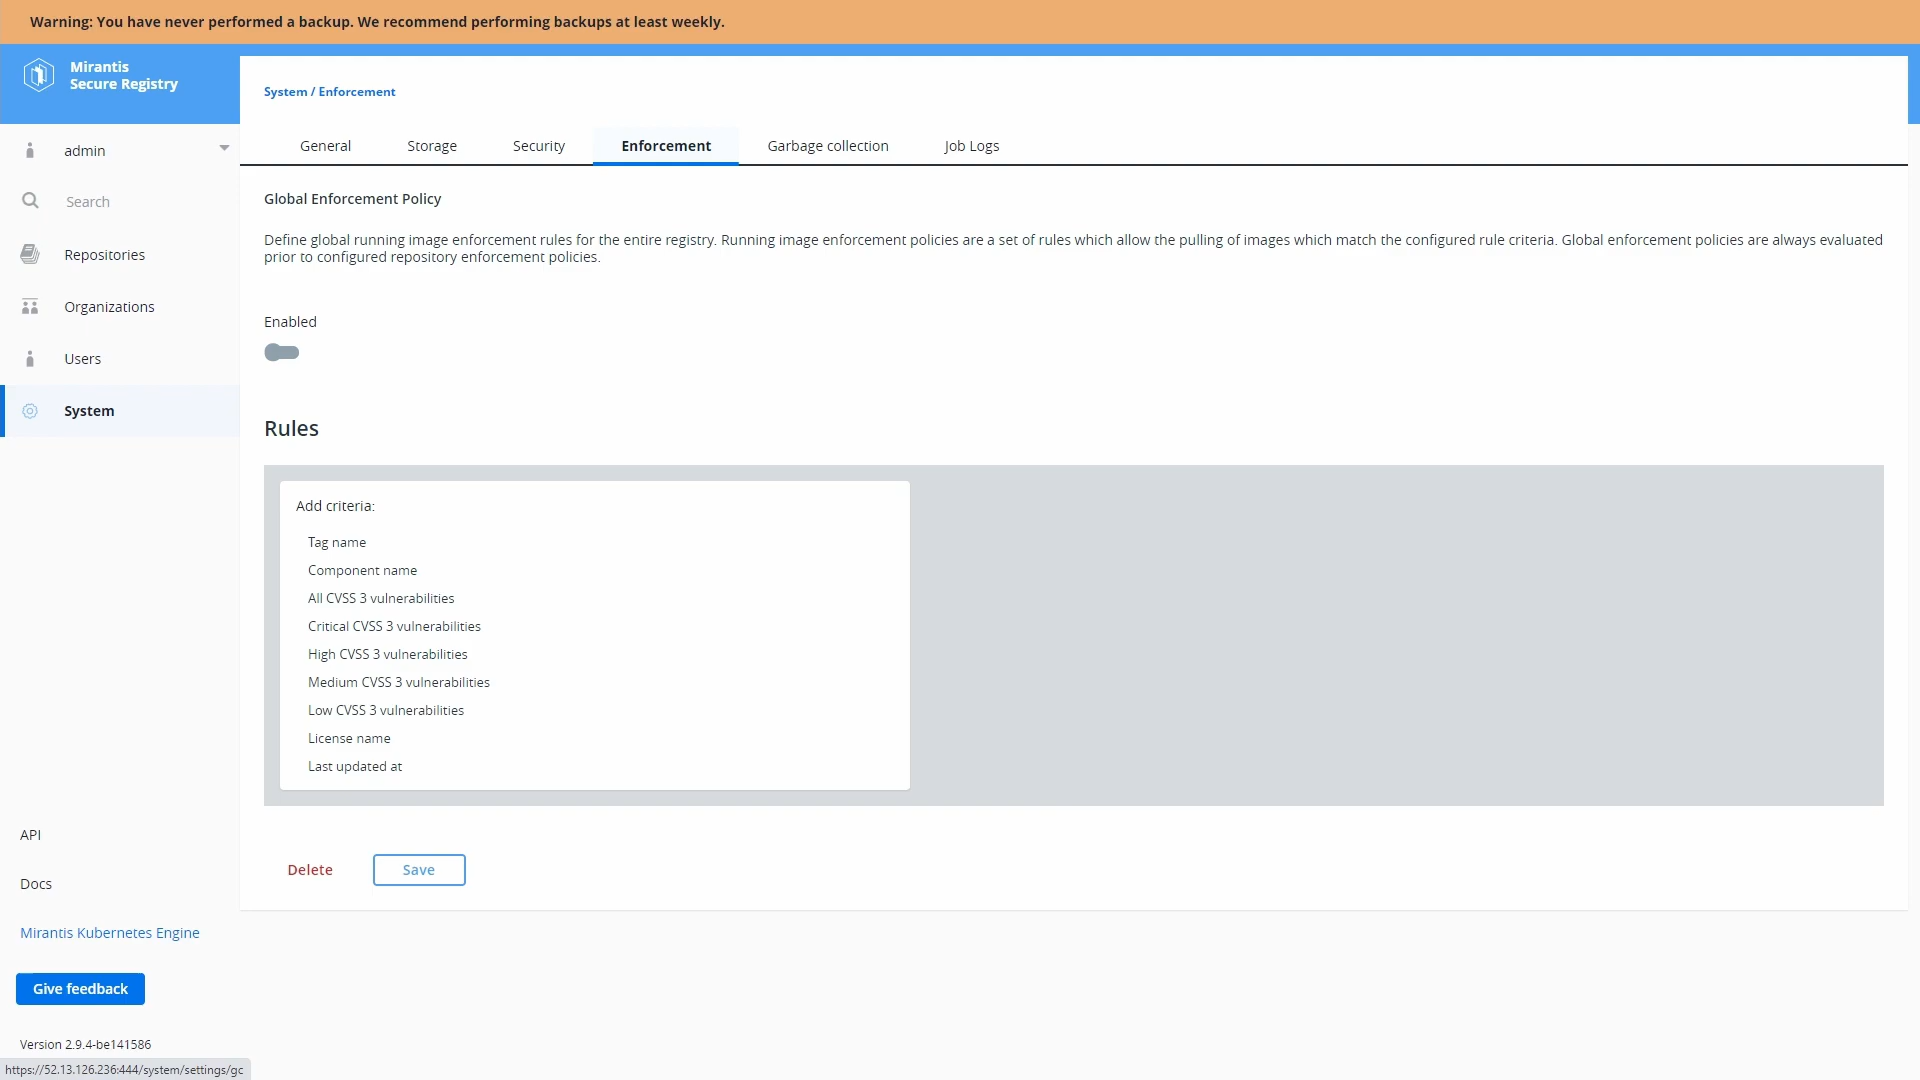 Warning: You have never performed a backup. We recommend performing backups at least weekly.
Mirantis
Secure Registry
admin
Search
Repositories
Organizations
Users
System
API
Docs
Mirantis Kubernetes Engine
Give feedback
Version 2.9.4-be141586
https://52.13.126.236:444/system/settings/gc
System / Enforcement
General
Storage
Security
Enforcement
Garbage collection
Job Logs
Global Enforcement Policy
Define global running image enforcement rules for the entire registry. Running image enforcement policies are a set of rules which allow the pulling of images which match the configured rule criteria. Global enforcement policies are always evaluated
prior to configured repository enforcement policies.
Enabled
Rules
Add criteria:
Tag name
Component name
All CVSS 3 vulnerabilities
Critical CVSS 3 vulnerabilities
High CVSS 3 vulnerabilities
Medium CVSS 3 vulnerabilities
Low CVSS 3 vulnerabilities
License name
Last updated at
Delete
Save